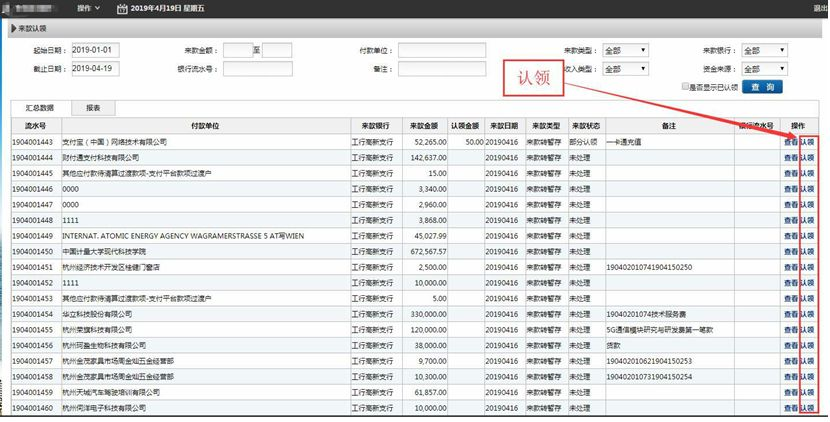 操作 2019年4月19日 星期五 退出
来款认领
起始日期： 2019-01-01 来款金额： 至 付款单位： 来款类型： 全部 来款银行： 全部
截止日期： 2019-04-19 银行流水号： 备注： 收入类型： 全部 资金来源： 全部
认领
是否显示已认领 查 询
汇总数据 报表
流水号 付款单位 来款银行 来款金额 认领金额 来款日期 来款类型 来款状态 备注 银行流水号 操作
1904001443 支付宝（中国）网络技术有限公司 工行高新支行 52,265.00 50.00 20190416 来款转暂存 部分认领 一卡通充值 查看 认领
1904001444 财付通支付科技有限公司 工行高新支行 142,637.00 20190416 来款转暂存 未处理 查看 认领
1904001445 其他应付款待清算过渡款项-支付平台款项过渡户 工行高新支行 15.00 20190416 来款转暂存 未处理 查看 认领
1904001446 0000 工行高新支行 3,340.00 20190416 来款转暂存 未处理 查看 认领
1904001447 0000 工行高新支行 2,960.00 20190416 来款转暂存 未处理 查看 认领
1904001448 1111 工行高新支行 3,868.00 20190416 来款转暂存 未处理 查看 认领
1904001449 INTERNAT. ATOMIC ENERGY AGENCY WAGRAMERSTRASSE 5 AT写WIEN 工行高新支行 45,027.99 20190416 来款转暂存 未处理 查看 认领
1904001450 中国计量大学现代科技学院 工行高新支行 672,567.57 20190416 来款转暂存 未处理 查看 认领
1904001451 杭州经济技术开发区桂健门窗店 工行高新支行 2,500.00 20190416 来款转暂存 未处理 190402010741904150250 查看 认领
1904001452 1111 工行高新支行 10,000.00 20190416 来款转暂存 未处理 查看 认领
1904001453 其他应付款待清算过渡款项-支付平台款项过渡户 工行高新支行 5.00 20190416 来款转暂存 未处理 查看 认领
1904001454 华立科技股份有限公司 工行高新支行 330,000.00 20190416 来款转暂存 未处理 19040201074技术服务费 查看 认领
1904001455 杭州荣旗科技有限公司 工行高新支行 120,000.00 20190416 来款转暂存 未处理 5G通信模块研究与研发费第一笔款 查看 认领
1904001456 杭州珂盈生物科技有限公司 工行高新支行 38,000.00 20190416 来款转暂存 未处理 货款 查看 认领
1904001457 杭州金茂家具市场周金灿五金经营部 工行高新支行 9,700.00 20190416 来款转暂存 未处理 190402010621904150253 查看 认领
1904001458 杭州金茂家具市场周金灿五金经营部 工行高新支行 10,300.00 20190416 来款转暂存 未处理 190402010731904150254 查看 认领
1904001459 杭州天城汽车驾驶培训有限公司 工行高新支行 61,857.00 20190416 来款转暂存 未处理 查看 认领
1904001460 杭州伺洋电子科技有限公司 工行高新支行 10,000.00 20190416 来款转暂存 未处理 查看 认领